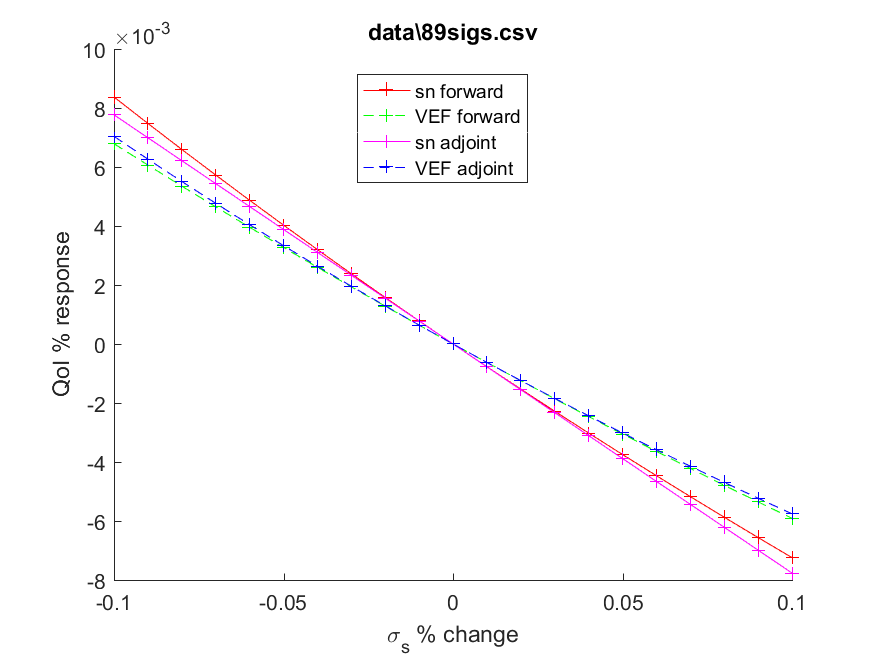 data\89sigs.csv
×10⁻³
10
8
6
4
2
0
-2
-4
-6
-8
QoI % response
sn forward
VEF forward
sn adjoint
VEF adjoint
-0.1 -0.05 0 0.05 0.1
σₛ % change